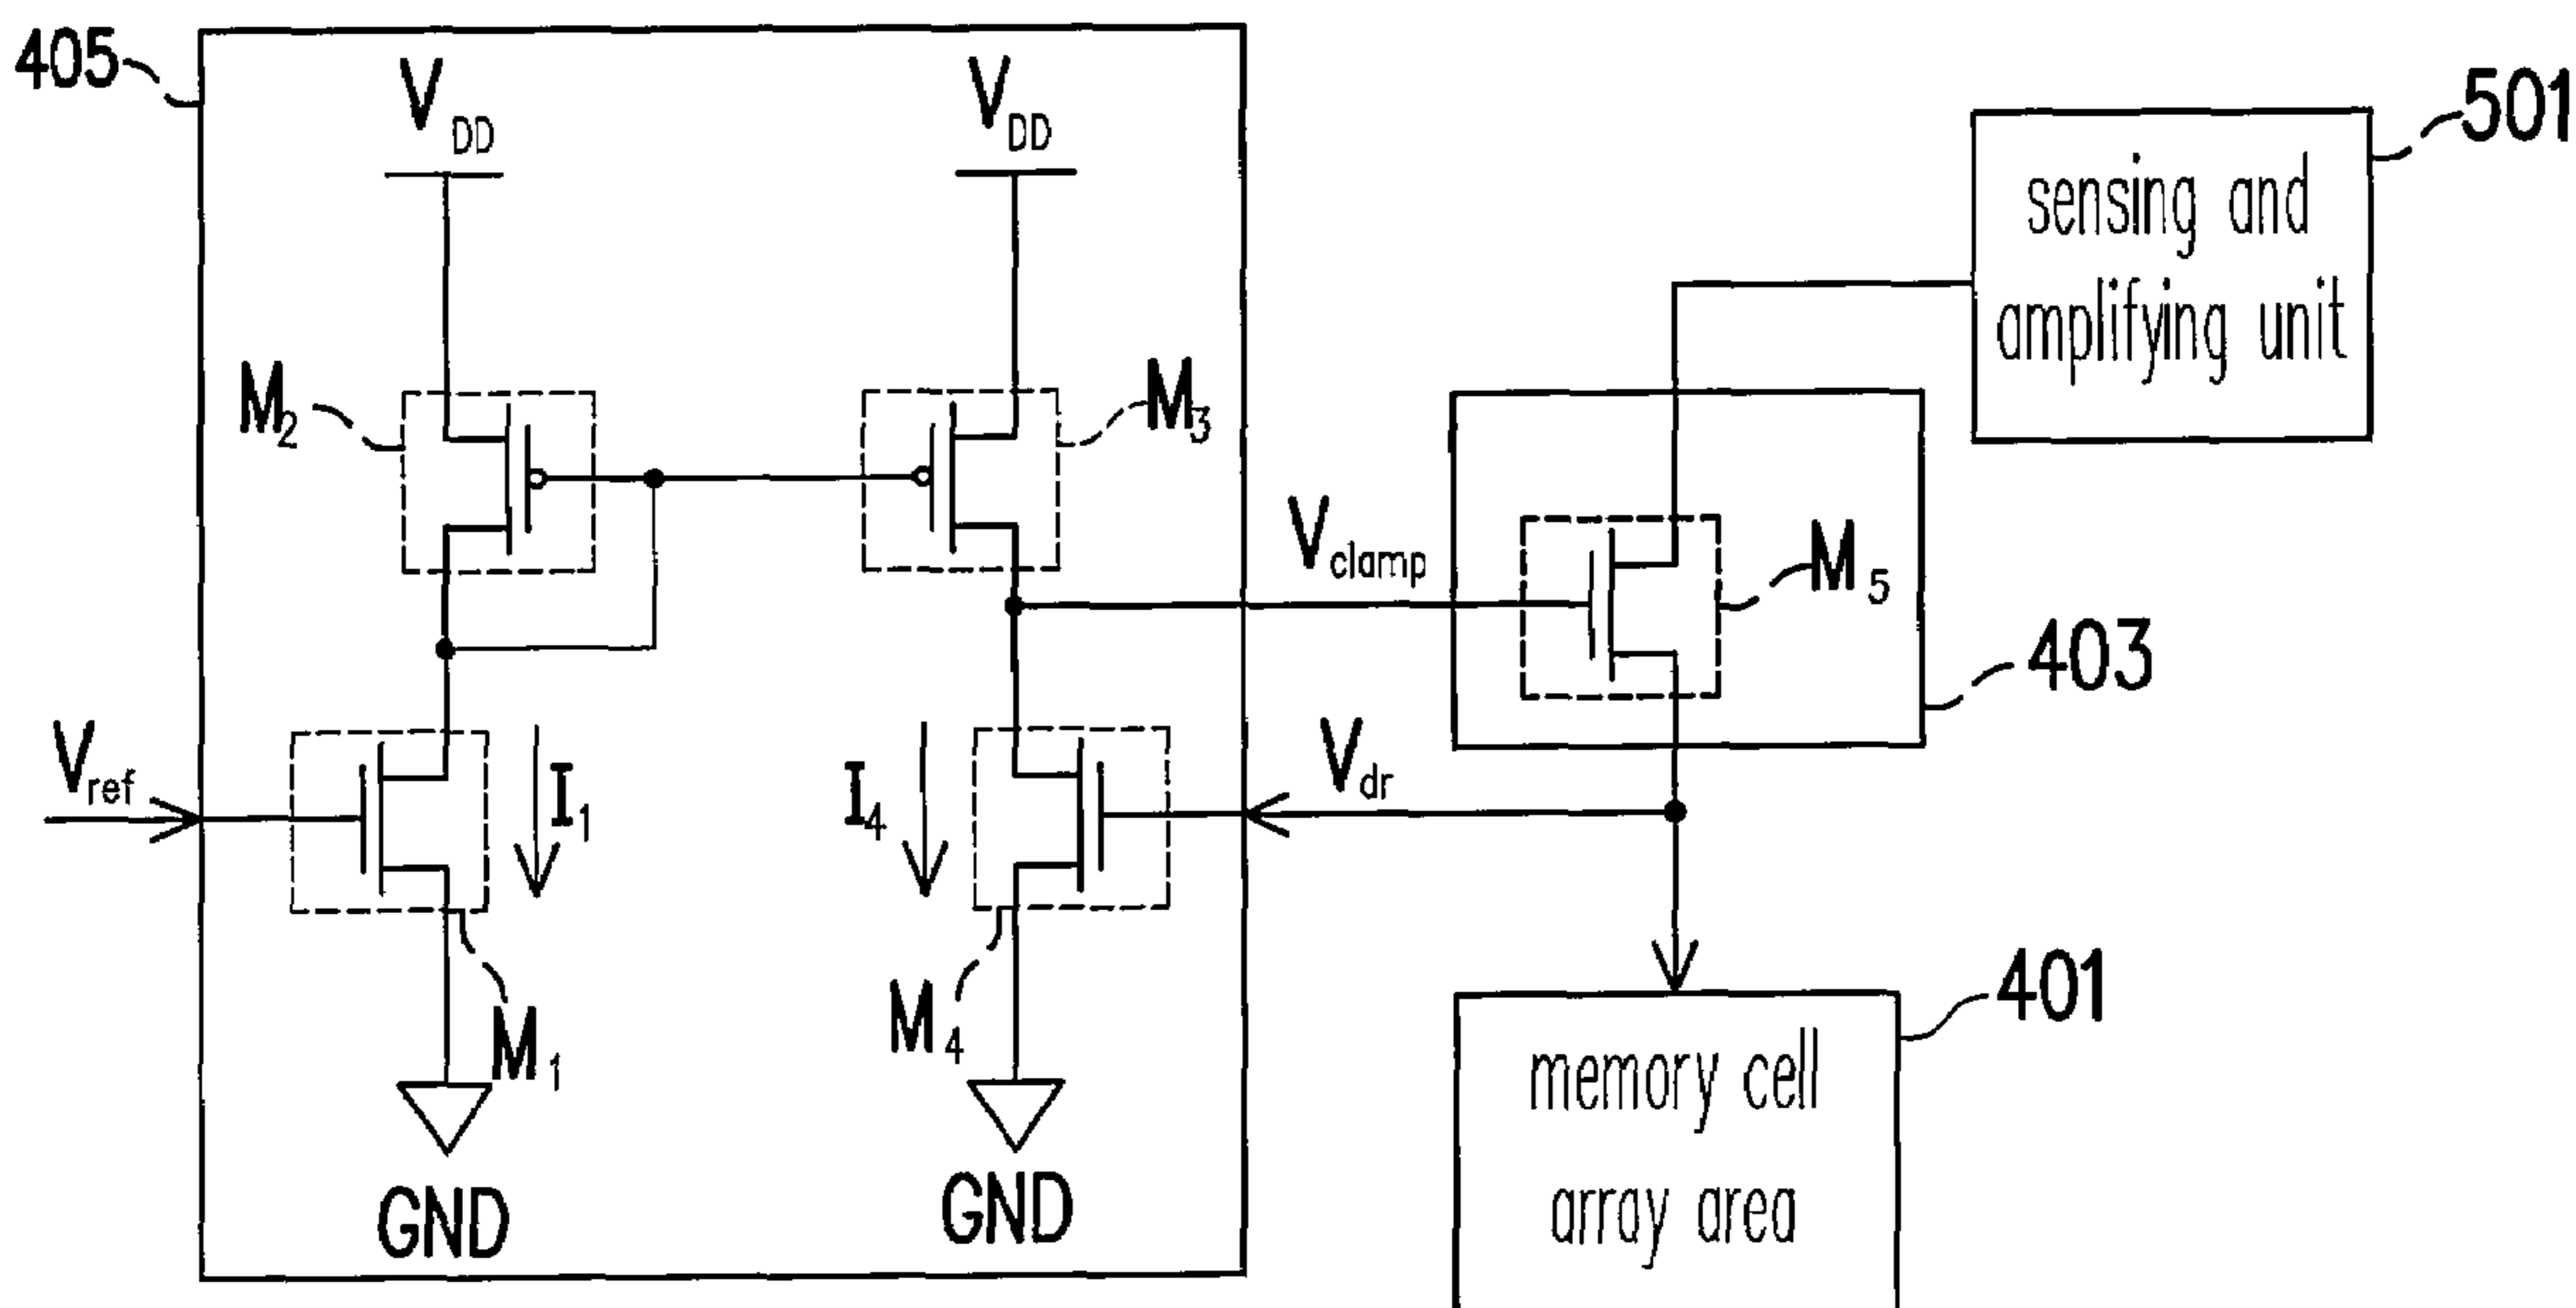 405
V_DD
V_DD
501
sensing and
amplifying unit
M_2
M_3
V_clamp
M_5
403
V_ref
I_1
I_4
V_dr
M_1
M_4
401
memory cell
array area
GND
GND